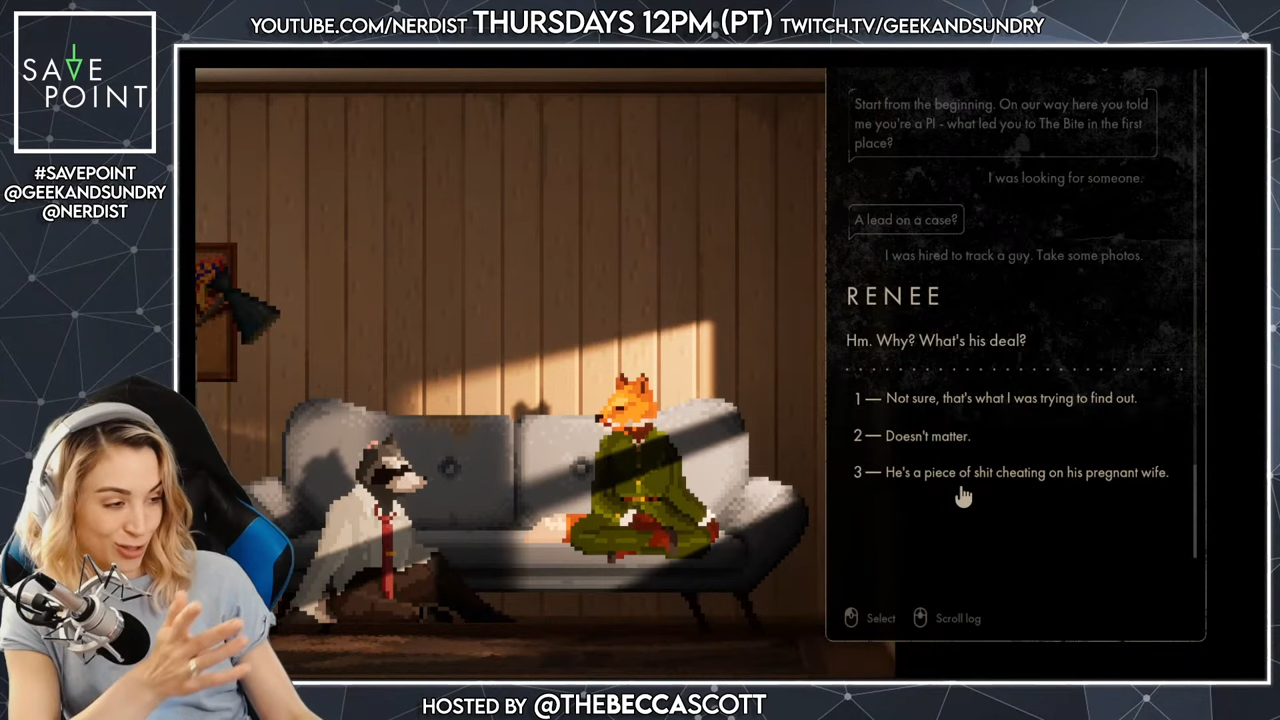 YOUTUBE.COM/NERDIST THURSDAYS 12PM (PT) TWITCH.TV/GEEKANDSUNDRY
SAVE
POINT
#SAVEPOINT
@GEEKANDSUNDRY
@NERDIST
Start from the beginning. On our way here you told
me you're a PI - what led you to The Bite in the first
place?
I was looking for someone.
A lead on a case?
I was hired to track a guy. Take some photos.
RENEE
Hm. Why? What's his deal?
1 — Not sure, that's what I was trying to find out.
2 — Doesn't matter.
3 — He's a piece of shit cheating on his pregnant wife.
Select
Scroll log
HOSTED BY @THEBECCASCOTT